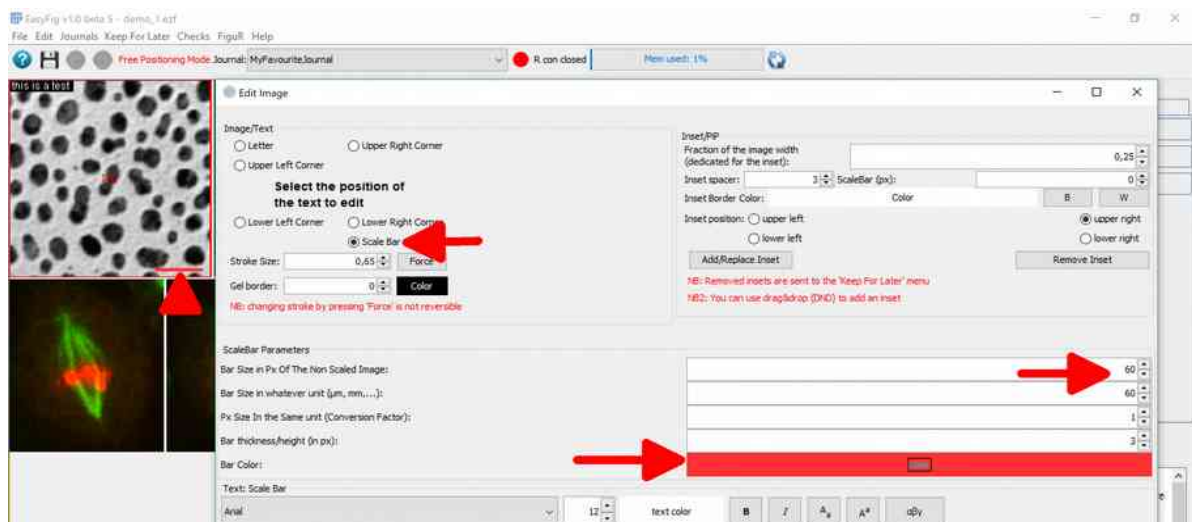 EasyFig v1.0 beta 5 - demo_1.ezf
File Edit Journals Keep For Later Checks FiguR Help
Free Positioning Mode Journal: MyFavouriteJournal R con closed Mem used: 1%
this is a test
Edit Image
Image/Text
Letter Upper Right Corner
Upper Left Corner
Select the position of
the text to edit
Lower Left Corner Lower Right Corner
Scale Bar
Stroke Size: 0,65 Force
Gel border: 0 Color
NB: changing stroke by pressing 'Force' is not reversible
Inset/PiP
Fraction of the image width
(dedicated for the inset): 0,25
Inset spacer: 3 ScaleBar (px): 0
Inset Border Color: Color B W
Inset position: upper left upper right
lower left lower right
Add/Replace Inset Remove Inset
NB: Removed insets are sent to the 'Keep For Later' menu
NB2: You can use drag&drop (DND) to add an inset
ScaleBar Parameters
Bar Size in Px Of The Non Scaled Image: 60
Bar Size in whatever unit (µm, mm,...): 60
Px Size In the Same unit (Conversion Factor): 1
Bar thickness/height (in px): 3
Bar Color:
Text: Scale Bar
Arial 12 text color B I Aa Aa αβγ